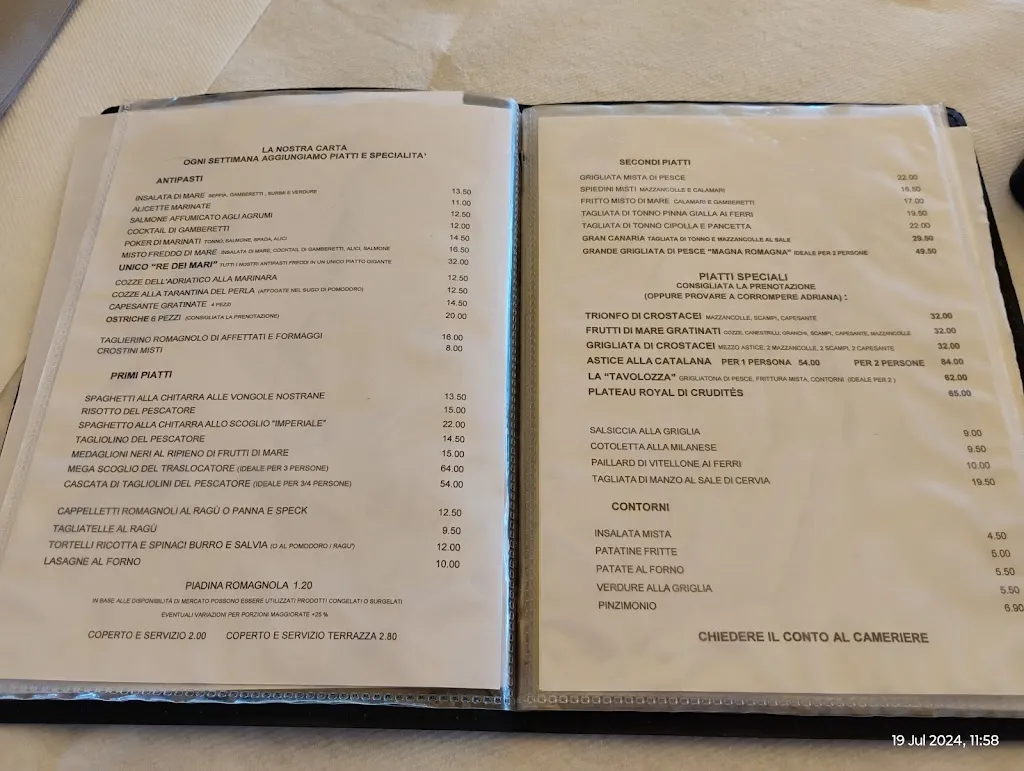 LA NOSTRA CARTA
OGNI SETTIMANA AGGIUNGIAMO PIATTI E SPECIALITA'
ANTIPASTI
INSALATA DI MARE SEPPIA, GAMBERETTI , SURIMI E VERDURE 13.50
ALICETTE MARINATE 11.00
SALMONE AFFUMICATO AGLI AGRUMI 12.50
COCKTAIL DI GAMBERETTI 12.00
POKER DI MARINATI TONNO, SALMONE, SPADA, ALICI 14.50
MISTO FREDDO DI MARE INSALATA DI MARE, COCKTAIL DI GAMBERETTI, ALICI, SALMONE 16.50
UNICO "RE DEI MARI" TUTTI I NOSTRI ANTIPASTI FREDDI IN UN UNICO PIATTO GIGANTE 32.00
COZZE DELL'ADRIATICO ALLA MARINARA 12.50
COZZE ALLA TARANTINA DEL PERLA (AFFOGATE NEL SUGO DI POMODORO) 12.50
CAPESANTE GRATINATE 4 PEZZI 14.50
OSTRICHE 6 PEZZI (CONSIGLIATA LA PRENOTAZIONE) 20.00
TAGLIERINO ROMAGNOLO DI AFFETTATI E FORMAGGI 16.00
CROSTINI MISTI 8.00
PRIMI PIATTI
SPAGHETTI ALLA CHITARRA ALLE VONGOLE NOSTRANE 13.50
RISOTTO DEL PESCATORE 15.00
SPAGHETTO ALLA CHITARRA ALLO SCOGLIO "IMPERIALE" 22.00
TAGLIOLINO DEL PESCATORE 14.50
MEDAGLIONI NERI AL RIPIENO DI FRUTTI DI MARE 15.00
MEGA SCOGLIO DEL TRASLOCATORE (IDEALE PER 3 PERSONE) 64.00
CASCATA DI TAGLIOLINI DEL PESCATORE (IDEALE PER 3/4 PERSONE) 54.00
CAPPELLETTI ROMAGNOLI AL RAGÙ O PANNA E SPECK 12.50
TAGLIATELLE AL RAGÙ 9.50
TORTELLI RICOTTA E SPINACI BURRO E SALVIA (O AL POMODORO / RAGU') 12.00
LASAGNE AL FORNO 10.00
PIADINA ROMAGNOLA 1.20
IN BASE ALLE DISPONIBILITÀ DI MERCATO POSSONO ESSERE UTILIZZATI PRODOTTI CONGELATI O SURGELATI
EVENTUALI VARIAZIONI PER PORZIONI MAGGIORATE +25 %
COPERTO E SERVIZIO 2.00 COPERTO E SERVIZIO TERRAZZA 2.80
SECONDI PIATTI
GRIGLIATA MISTA DI PESCE 22.00
SPIEDINI MISTI MAZZANCOLLE E CALAMARI 16.50
FRITTO MISTO DI MARE CALAMARI E GAMBERETTI 17.00
TAGLIATA DI TONNO PINNA GIALLA AI FERRI 19.50
TAGLIATA DI TONNO CIPOLLA E PANCETTA 22.00
GRAN CANARIA TAGLIATA DI TONNO E MAZZANCOLLE AL SALE 29.50
GRANDE GRIGLIATA DI PESCE "MAGNA ROMAGNA" IDEALE PER 2 PERSONE 49.50
PIATTI SPECIALI
CONSIGLIATA LA PRENOTAZIONE
(OPPURE PROVARE A CORROMPERE ADRIANA) :
TRIONFO DI CROSTACEI MAZZANCOLLE, SCAMPI, CAPESANTE 32.00
FRUTTI DI MARE GRATINATI COZZE, CANESTRILLI, GRANCHI, SCAMPI, CAPESANTE, MAZZANCOLLE 32.00
GRIGLIATA DI CROSTACEI MEZZO ASTICE, 2 MAZZANCOLLE, 2 SCAMPI, 2 CAPESANTE 32.00
ASTICE ALLA CATALANA PER 1 PERSONA 54.00 PER 2 PERSONE 84.00
LA "TAVOLOZZA" GRIGLIATONA DI PESCE, FRITTURA MISTA, CONTORNI (IDEALE PER 2 ) 62.00
PLATEAU ROYAL DI CRUDITÈS 65.00
SALSICCIA ALLA GRIGLIA 9.00
COTOLETTA ALLA MILANESE 9.50
PAILLARD DI VITELLONE AI FERRI 10.00
TAGLIATA DI MANZO AL SALE DI CERVIA 19.50
CONTORNI
INSALATA MISTA 4.50
PATATINE FRITTE 5.00
PATATE AL FORNO 5.50
VERDURE ALLA GRIGLIA 5.50
PINZIMONIO 6.90
CHIEDERE IL CONTO AL CAMERIERE
19 Jul 2024, 11:58